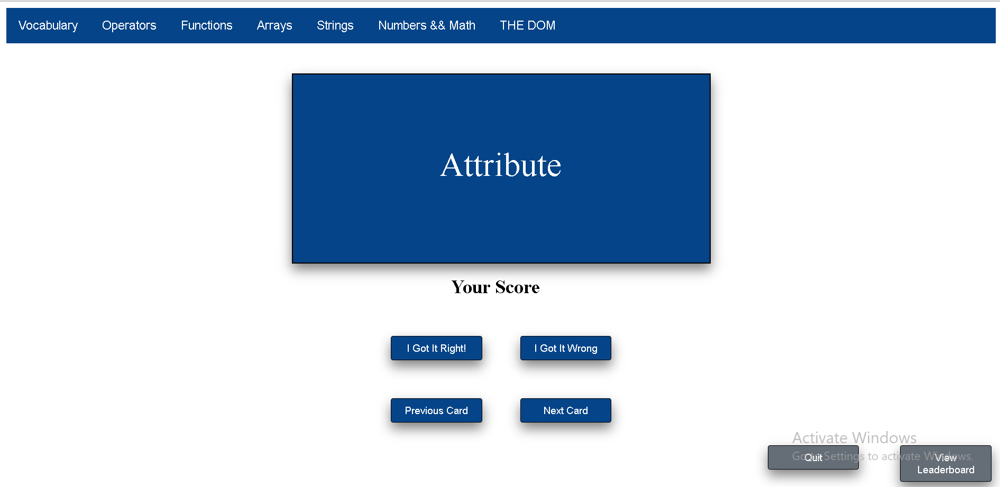 Vocabulary Operators Functions Arrays Strings Numbers && Math THE DOM
Attribute
Your Score
I Got It Right! I Got It Wrong
Previous Card Next Card
Activate Windows
Go to Settings to activate Windows.
Quit
View
Leaderboard